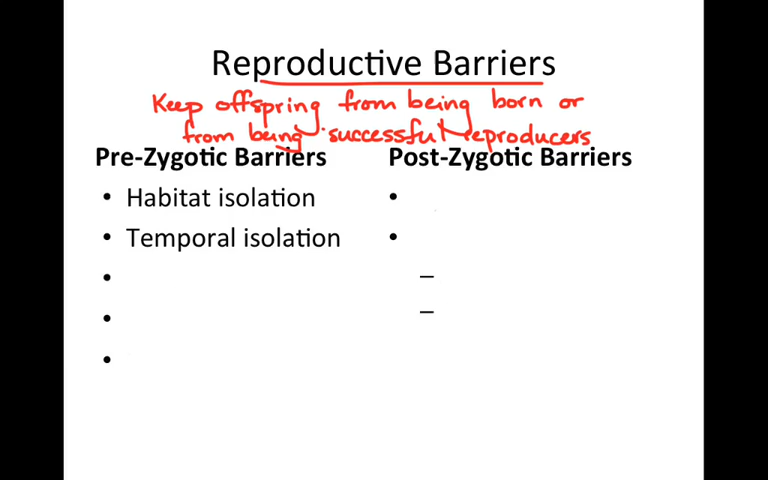 Reproductive Barriers
Keep offspring from being born or
from being successful reproducers
Pre-Zygotic Barriers
• Habitat isolation
• Temporal isolation
•
•
•
Post-Zygotic Barriers
•
•
–
–